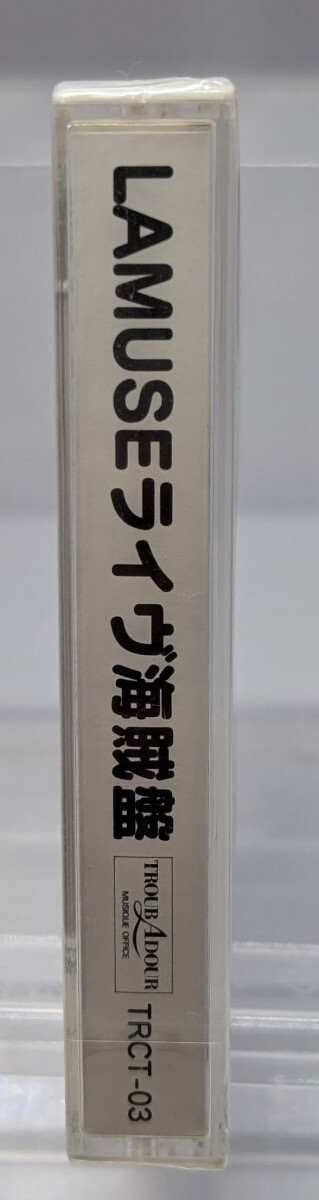 LAMUSEライヴ海賊盤
TROUBADOUR
MUSIQUE OFFICE
TRCT-03